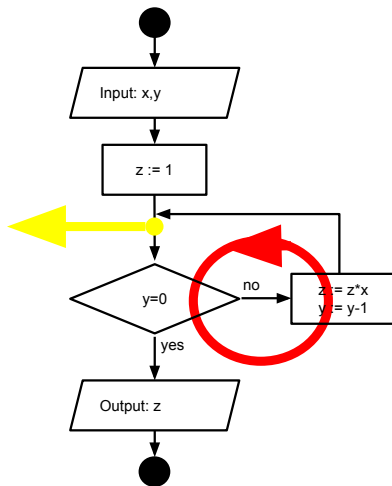 Input: x,y
z := 1
y=0
no
z := z*x
y := y-1
yes
Output: z